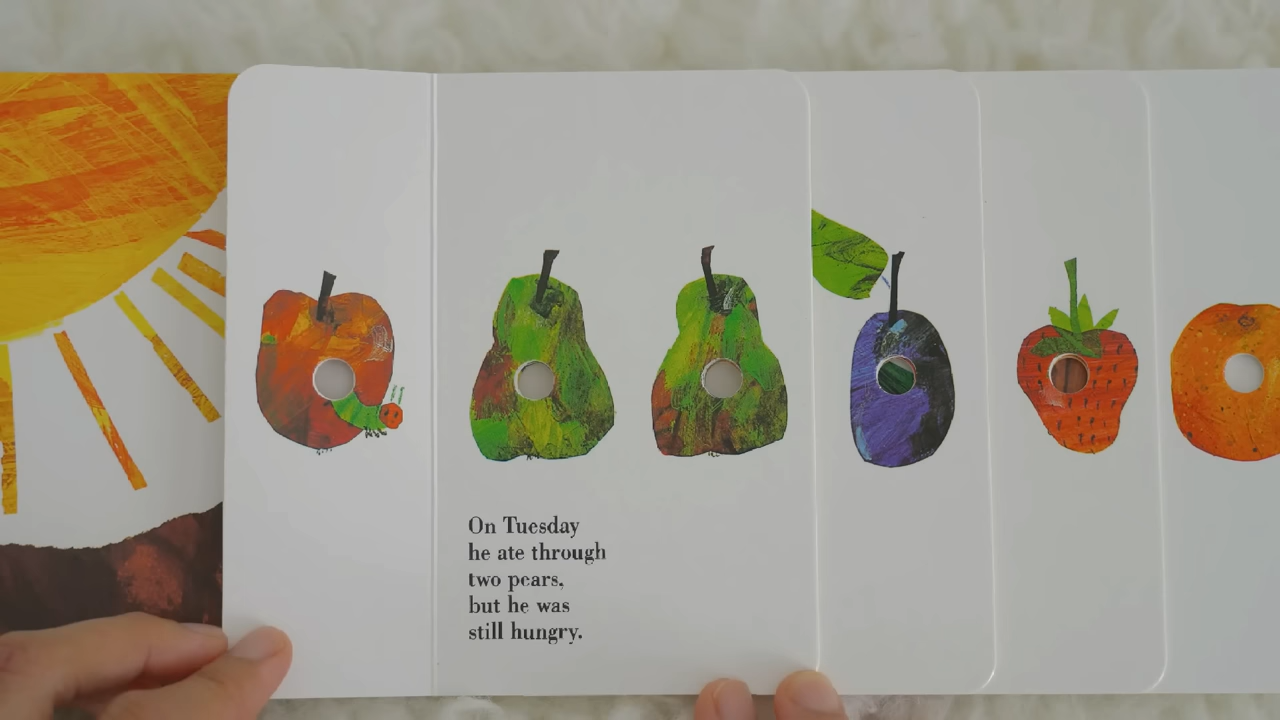 On Tuesday
he ate through
two pears,
but he was
still hungry.